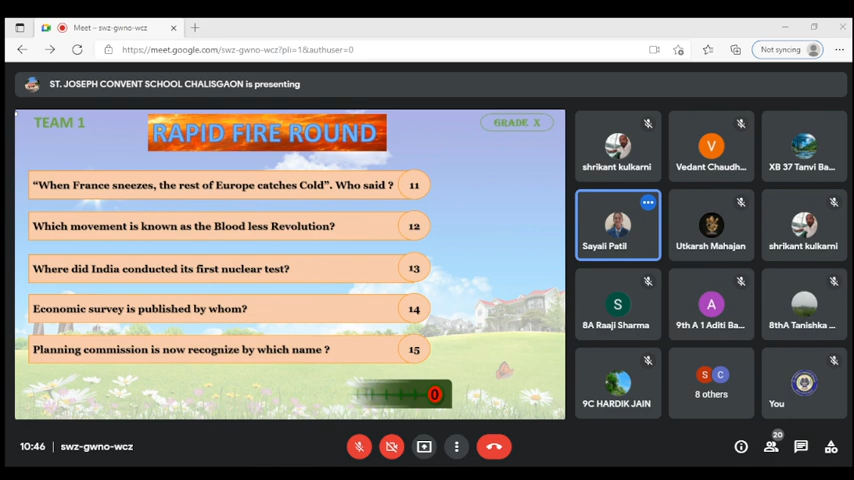 Meet – swz-gwno-wcz
https://meet.google.com/swz-gwno-wcz?pli=1&authuser=0
Not syncing
ST. JOSEPH CONVENT SCHOOL CHALISGAON is presenting
TEAM 1
RAPID FIRE ROUND
GRADE X
“When France sneezes, the rest of Europe catches Cold”. Who said ? 11
Which movement is known as the Blood less Revolution? 12
Where did India conducted its first nuclear test? 13
Economic survey is published by whom? 14
Planning commission is now recognize by which name ? 15
0
shrikant kulkarni
V
Vedant Chaudh...
XB 37 Tanvi Ba...
Sayali Patil
Utkarsh Mahajan
shrikant kulkarni
S
8A Raaji Sharma
A
9th A 1 Aditi Ba...
8thA Tanishka ...
9C HARDIK JAIN
S C
8 others
You
10:46 | swz-gwno-wcz
20